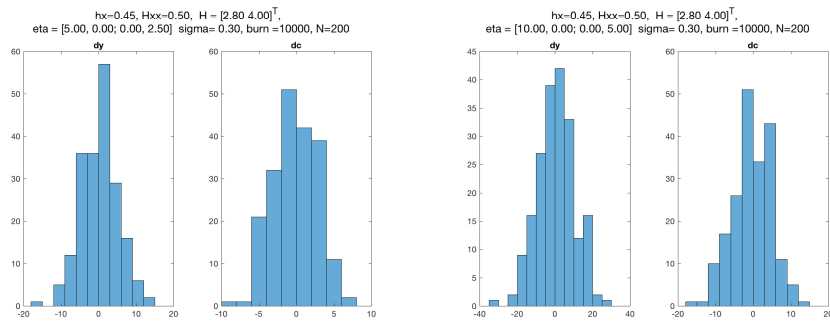 hx=0.45, Hxx=0.50, H = [2.80 4.00]^T,
eta = [5.00, 0.00; 0.00, 2.50] sigma= 0.30, burn =10000, N=200
dy
60
50
40
30
20
10
0
-20 -10 0 10 20
dc
60
50
40
30
20
10
0
-10 -5 0 5 10
hx=0.45, Hxx=0.50, H = [2.80 4.00]^T,
eta = [10.00, 0.00; 0.00, 5.00] sigma= 0.30, burn =10000, N=200
dy
45
40
35
30
25
20
15
10
5
0
-40 -20 0 20 40
dc
60
50
40
30
20
10
0
-20 -10 0 10 20